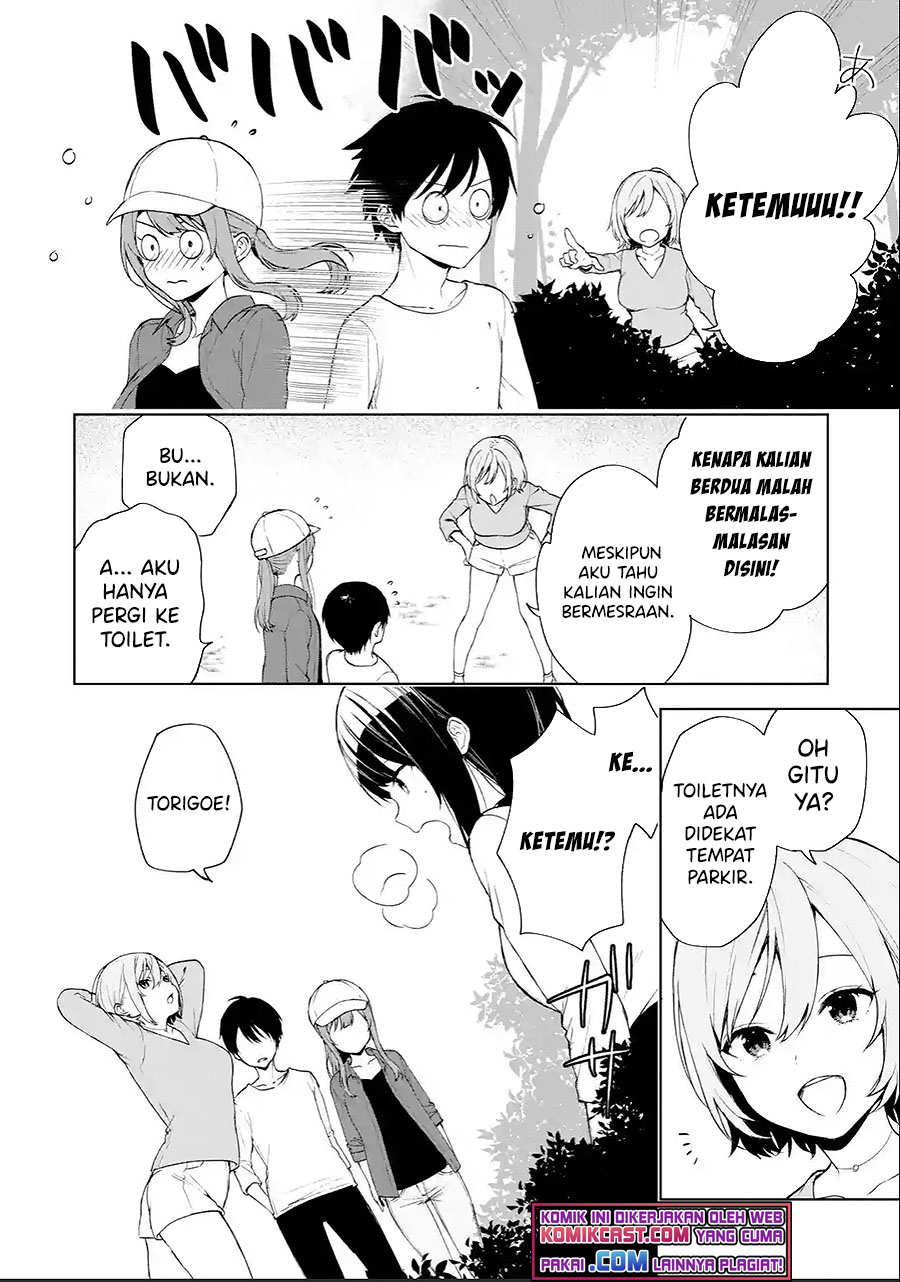 あ
KETEMUUU!!
ババババッ
KENAPA KALIAN
BERDUA MALAH
BERMALAS-
MALASAN
DISINI!
MESKIPUN
AKU TAHU
KALIAN INGIN
BERMESRAAN.
BU...
BUKAN.
A... AKU
HANYA
PERGI KE
TOILET.
OH
GITU
YA?
TOILETNYA
ADA
DIDEKAT
TEMPAT
PARKIR.
KE...
KETEMU!?
TORIGOE!
KOMIK INI DIKERJAKAN OLEH WEB
KOMIKCAST.COM YANG CUMA
PAKAI .COM LAINNYA PLAGIAT!